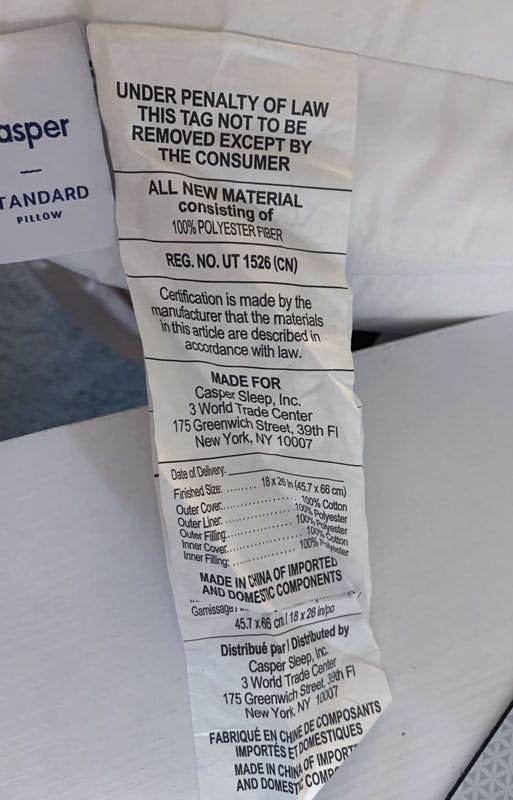 asper
TANDARD
PILLOW
UNDER PENALTY OF LAW
THIS TAG NOT TO BE
REMOVED EXCEPT BY
THE CONSUMER
ALL NEW MATERIAL
consisting of
100% POLYESTER FIBER
REG. NO. UT 1526 (CN)
Certification is made by the
manufacturer that the materials
in this article are described in
accordance with law.
MADE FOR
Casper Sleep, Inc.
3 World Trade Center
175 Greenwich Street, 39th Fl
New York, NY 10007
Date of Delivery:
Finished Size: ........ 18 x 26 in (45.7 x 66 cm)
Outer Cover: ........ 100% Cotton
Outer Liner: ........ 100% Polyester
Outer Filling: ........ 100% Polyester
Inner Cover: ........ 100% Cotton
Inner Filling: ........ 100% Polyester
MADE IN CHINA OF IMPORTED
AND DOMESTIC COMPONENTS
Garnissage
45.7 x 66 cm / 18 x 26 in/po
Distribué par / Distributed by
Casper Sleep, Inc.
3 World Trade Center
175 Greenwich Street, 39th Fl
New York, NY 10007
FABRIQUÉ EN CHINE DE COMPOSANTS
IMPORTÉS ET DOMESTIQUES
MADE IN CHINA OF IMPORT
AND DOMESTIC COMP